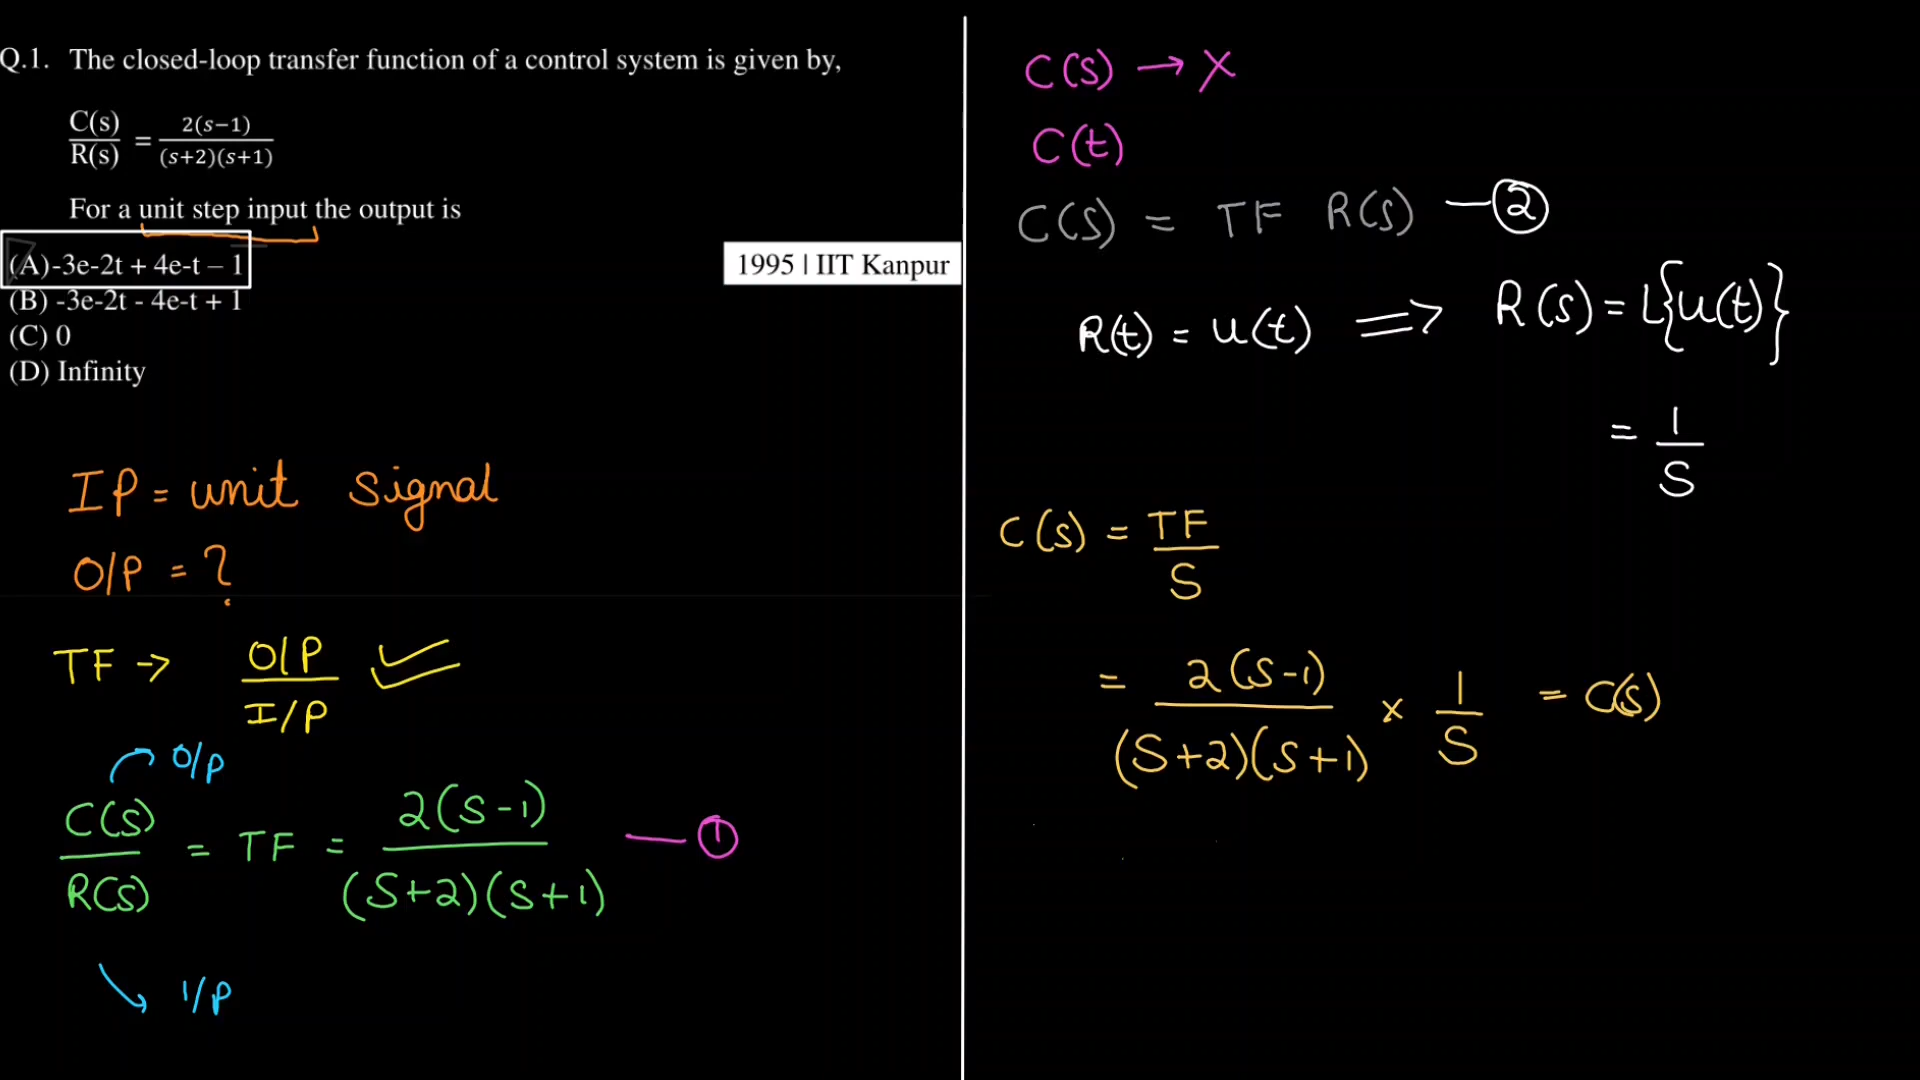 Q.1. The closed-loop transfer function of a control system is given by,
C(s)/R(s) = 2(s−1)/(s+2)(s+1)
For a unit step input the output is
(A)-3e-2t + 4e-t – 1
(B) -3e-2t - 4e-t + 1
(C) 0
(D) Infinity
1995 | IIT Kanpur
IP = unit signal
O/P = ?
TF → O/P / I/P
O/P
C(s)/R(s) = TF = 2(S-1)/(S+2)(S+1) — ①
I/P
C(S) → X
C(t)
C(S) = TF R(S) — ②
R(t) = u(t) ⇒ R(s) = L{u(t)}
= 1/S
C(s) = TF/S
= 2(S-1)/(S+2)(S+1) × 1/S = C(s)